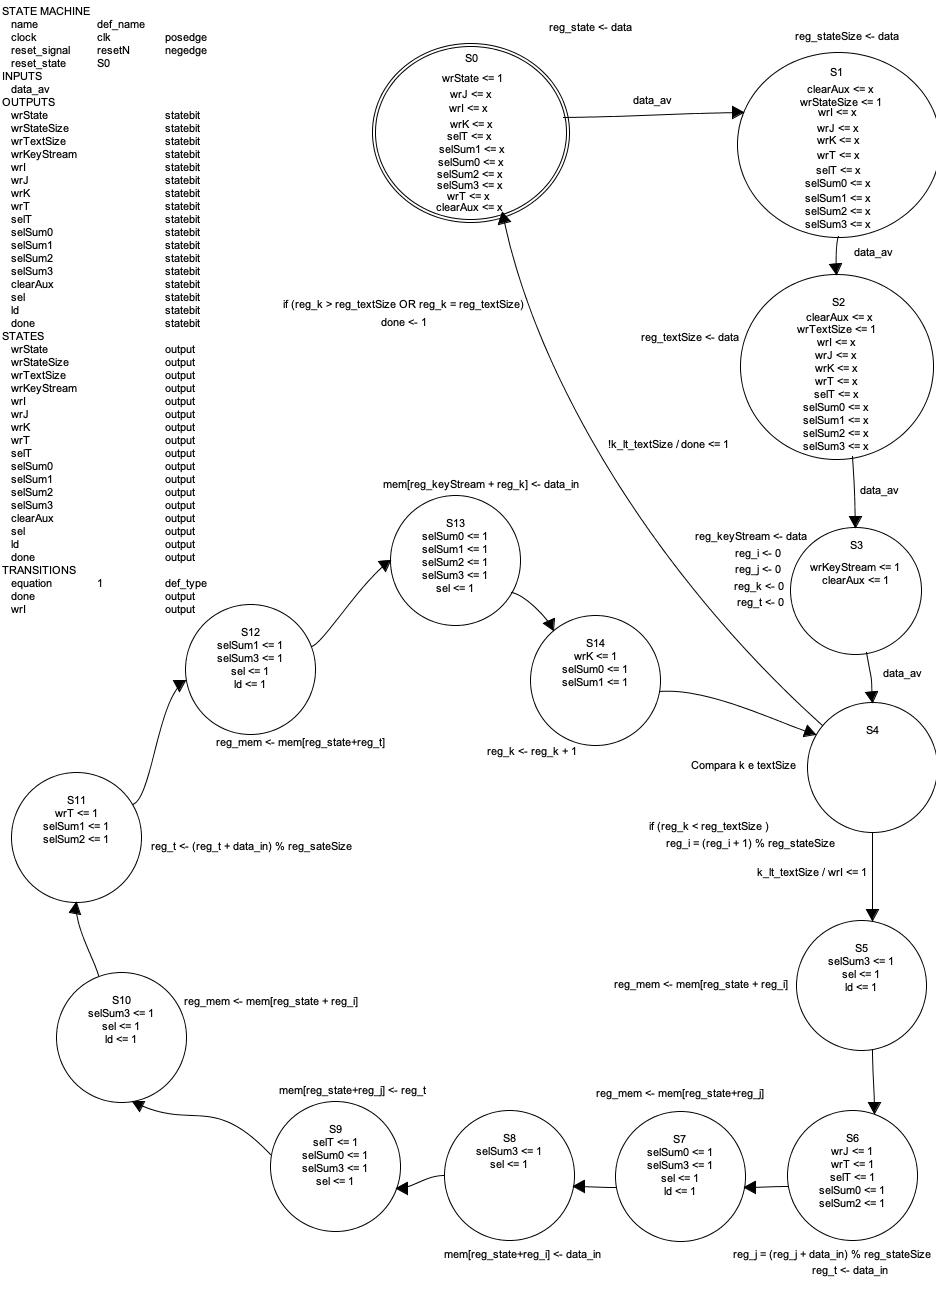 STATE MACHINE
name def_name
clock clk posedge
reset_signal resetN negedge
reset_state S0
INPUTS
data_av
OUTPUTS
wrState statebit
wrStateSize statebit
wrTextSize statebit
wrKeyStream statebit
wrI statebit
wrJ statebit
wrK statebit
wrT statebit
selT statebit
selSum0 statebit
selSum1 statebit
selSum2 statebit
selSum3 statebit
clearAux statebit
sel statebit
ld statebit
done statebit
STATES
wrState output
wrStateSize output
wrTextSize output
wrKeyStream output
wrI output
wrJ output
wrK output
wrT output
selT output
selSum0 output
selSum1 output
selSum2 output
selSum3 output
clearAux output
sel output
ld output
done output
TRANSITIONS
equation 1 def_type
done output
wrI output
reg_state <- data
S0
wrState <= 1
wrJ <= x
wrI <= x
wrK <= x
selT <= x
selSum1 <= x
selSum0 <= x
selSum2 <= x
selSum3 <= x
wrT <= x
clearAux <= x
data_av
reg_stateSize <- data
S1
clearAux <= x
wrStateSize <= 1
wrI <= x
wrJ <= x
wrK <= x
wrT <= x
selT <= x
selSum0 <= x
selSum1 <= x
selSum2 <= x
selSum3 <= x
data_av
reg_textSize <- data
S2
clearAux <= x
wrTextSize <= 1
wrI <= x
wrJ <= x
wrK <= x
wrT <= x
selT <= x
selSum0 <= x
selSum1 <= x
selSum2 <= x
selSum3 <= x
data_av
reg_keyStream <- data
reg_i <- 0
reg_j <- 0
reg_k <- 0
reg_t <- 0
S3
wrKeyStream <= 1
clearAux <= 1
data_av
if (reg_k > reg_textSize OR reg_k = reg_textSize)
done <- 1
!k_lt_textSize / done <= 1
S4
Compara k e textSize
if (reg_k < reg_textSize )
reg_i = (reg_i + 1) % reg_stateSize
k_lt_textSize / wrI <= 1
S5
selSum3 <= 1
sel <= 1
ld <= 1
reg_mem <- mem[reg_state + reg_i]
S6
wrJ <= 1
wrT <= 1
selT <= 1
selSum0 <= 1
selSum2 <= 1
reg_j = (reg_j + data_in) % reg_stateSize
reg_t <- data_in
reg_mem <- mem[reg_state+reg_j]
S7
selSum0 <= 1
selSum3 <= 1
sel <= 1
ld <= 1
S8
selSum3 <= 1
sel <= 1
mem[reg_state+reg_i] <- data_in
mem[reg_state+reg_j] <- reg_t
S9
selT <= 1
selSum0 <= 1
selSum3 <= 1
sel <= 1
S10
selSum3 <= 1
sel <= 1
ld <= 1
reg_mem <- mem[reg_state + reg_i]
S11
wrT <= 1
selSum1 <= 1
selSum2 <= 1
reg_t <- (reg_t + data_in) % reg_sateSize
S12
selSum1 <= 1
selSum3 <= 1
sel <= 1
ld <= 1
reg_mem <- mem[reg_state+reg_t]
mem[reg_keyStream + reg_k] <- data_in
S13
selSum0 <= 1
selSum1 <= 1
selSum2 <= 1
selSum3 <= 1
sel <= 1
S14
wrK <= 1
selSum0 <= 1
selSum1 <= 1
reg_k <- reg_k + 1